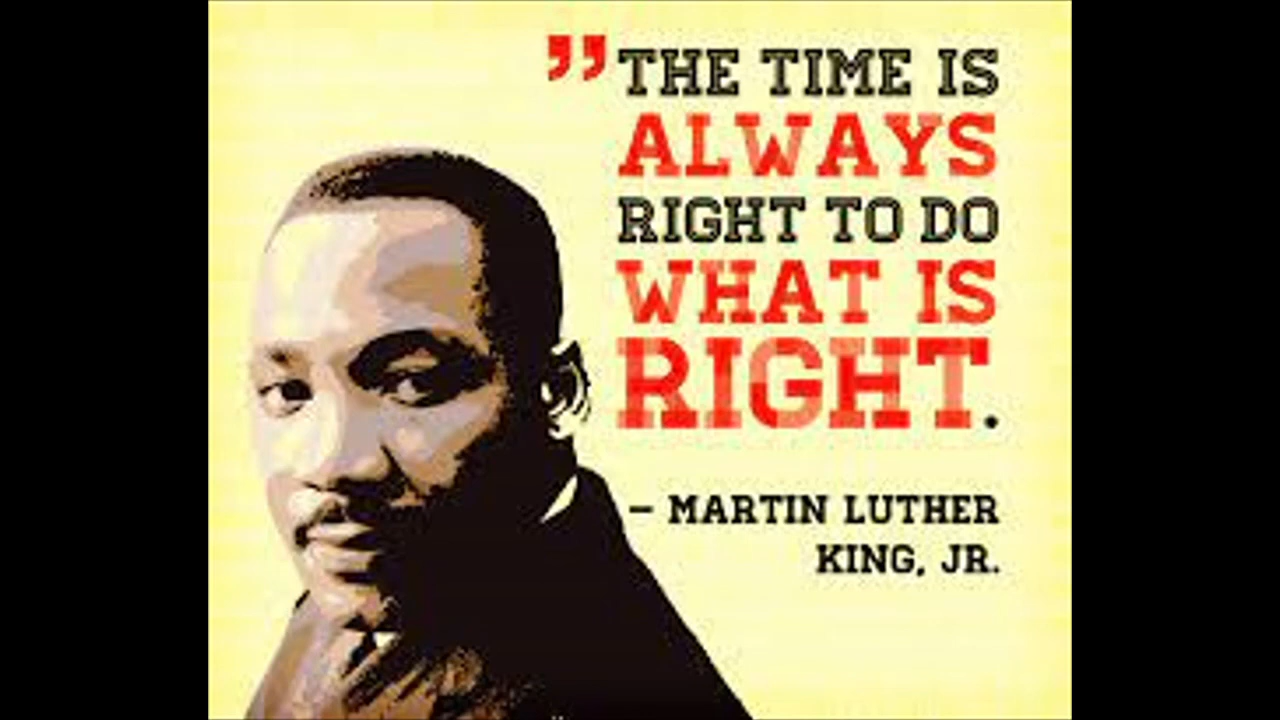 ”THE TIME IS
ALWAYS
RIGHT TO DO
WHAT IS
RIGHT.
– MARTIN LUTHER
KING, JR.